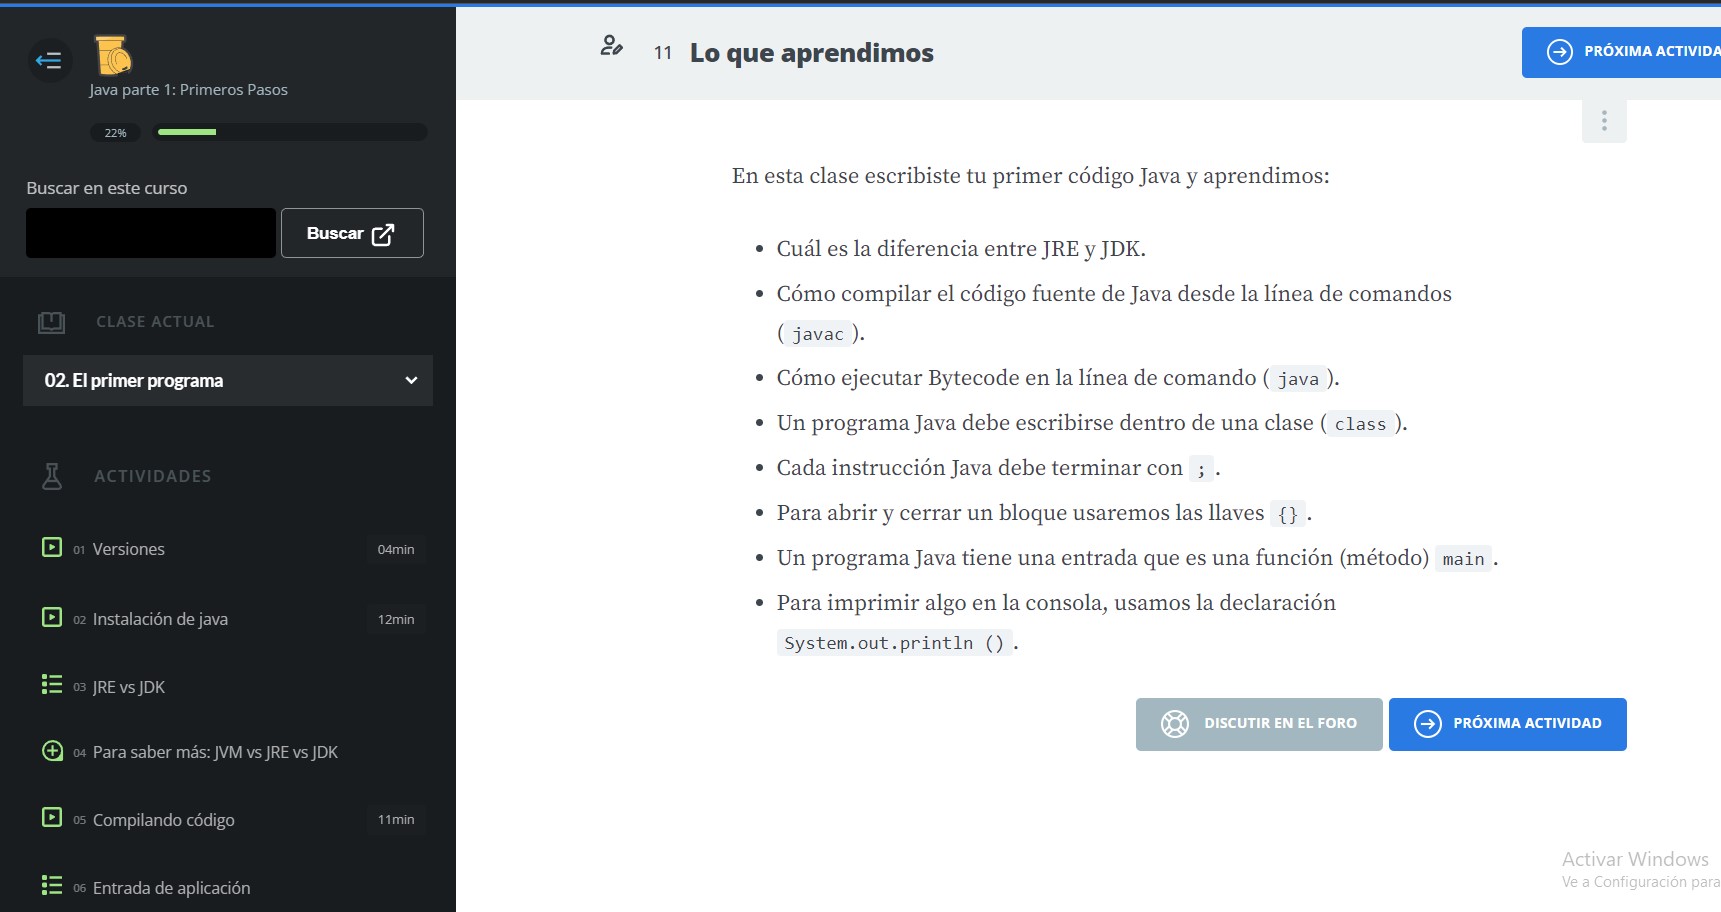 Java parte 1: Primeros Pasos
22%
Buscar en este curso
Buscar
CLASE ACTUAL
02. El primer programa
ACTIVIDADES
01 Versiones 04min
02 Instalación de java 12min
03 JRE vs JDK
04 Para saber más: JVM vs JRE vs JDK
05 Compilando código 11min
06 Entrada de aplicación
11 Lo que aprendimos
PRÓXIMA ACTIVIDA
En esta clase escribiste tu primer código Java y aprendimos:
• Cuál es la diferencia entre JRE y JDK.
• Cómo compilar el código fuente de Java desde la línea de comandos
( javac ).
• Cómo ejecutar Bytecode en la línea de comando ( java ).
• Un programa Java debe escribirse dentro de una clase ( class ).
• Cada instrucción Java debe terminar con ; .
• Para abrir y cerrar un bloque usaremos las llaves {} .
• Un programa Java tiene una entrada que es una función (método) main .
• Para imprimir algo en la consola, usamos la declaración
System.out.println () .
DISCUTIR EN EL FORO
PRÓXIMA ACTIVIDAD
Activar Windows
Ve a Configuración para